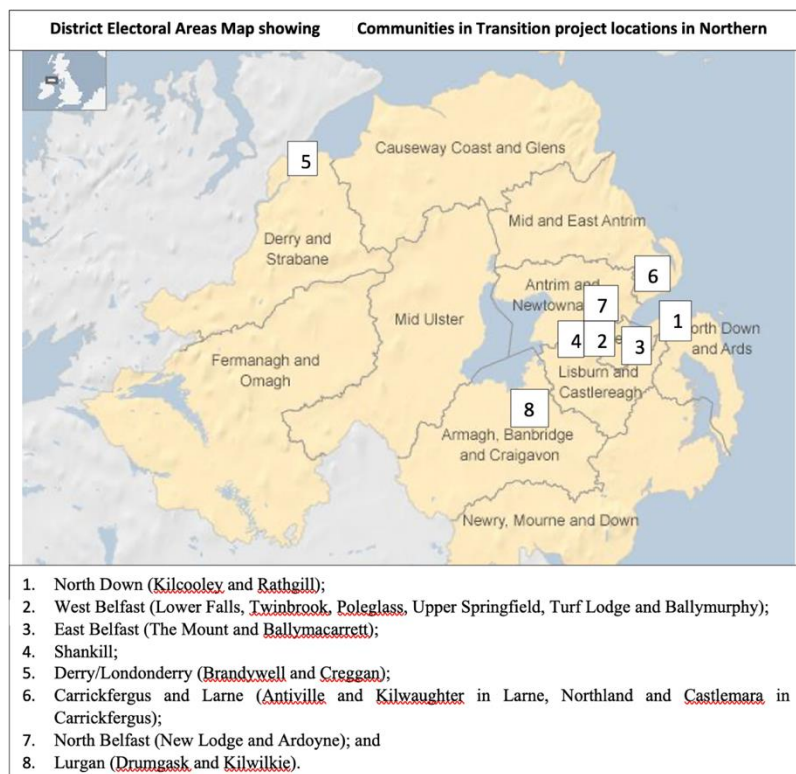 District Electoral Areas Map showing Communities in Transition project locations in Northern
Causeway Coast and Glens
5
Mid and East Antrim
Derry and
Strabane
6
Antrim and
Newtowna
7
Mid Ulster
1
orth Down
and Ards
4
2
3
Fermanagh and
Omagh
Lisburn and
Castlereagh
8
Armagh, Banbridge
and Craigavon
Newry, Mourne and Down
1. North Down (Kilcooley and Rathgill);
2. West Belfast (Lower Falls, Twinbrook, Poleglass, Upper Springfield, Turf Lodge and Ballymurphy);
3. East Belfast (The Mount and Ballymacarrett);
4. Shankill;
5. Derry/Londonderry (Brandywell and Creggan);
6. Carrickfergus and Larne (Antiville and Kilwaughter in Larne, Northland and Castlemara in
Carrickfergus);
7. North Belfast (New Lodge and Ardoyne); and
8. Lurgan (Drumgask and Kilwilkie).